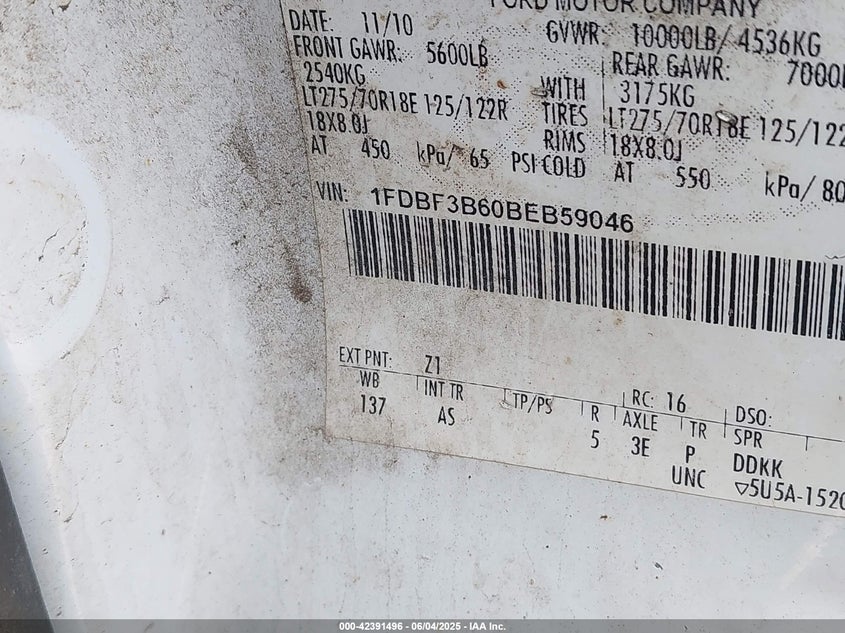 FORD MOTOR COMPANY
DATE: 11/10 GVWR: 10000LB/ 4536KG
FRONT GAWR: 5600LB REAR GAWR: 7000L
2540KG WITH 3175KG
LT275/70R18E 125/122R TIRES LT275/70R18E 125/122
18X8.0J RIMS 18X8.0J
AT 450 kPa/ 65 PSI COLD AT 550 kPa/ 80
VIN: 1FDBF3B60BEB59046
EXT PNT: Z1 RC: 16 DSO:
WB INT TR TP/PS R AXLE TR SPR
137 AS 5 3E P DDKK
UNC ▽5U5A-1520
000-42391496 - 06/04/2025 - IAA Inc.